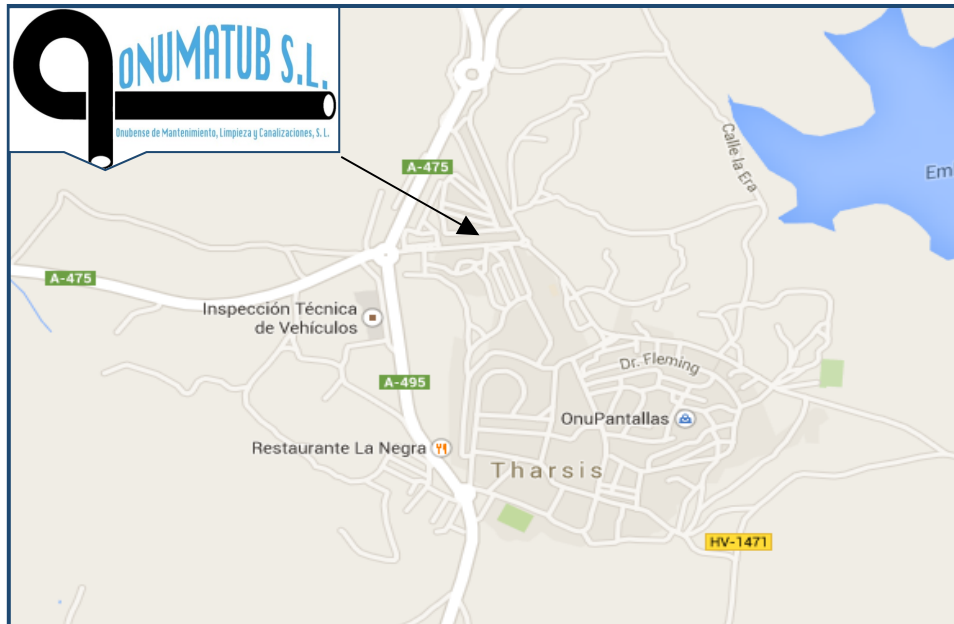 ONUMATUB S.L.
Onubense de Mantenimiento, Limpieza y Canalizaciones, S. L.
A-475
Calle la Era
Em
A-475
Inspección Técnica
de Vehículos
Dr. Fleming
A-495
OnuPantallas
Restaurante La Negra
Tharsis
HV-1471